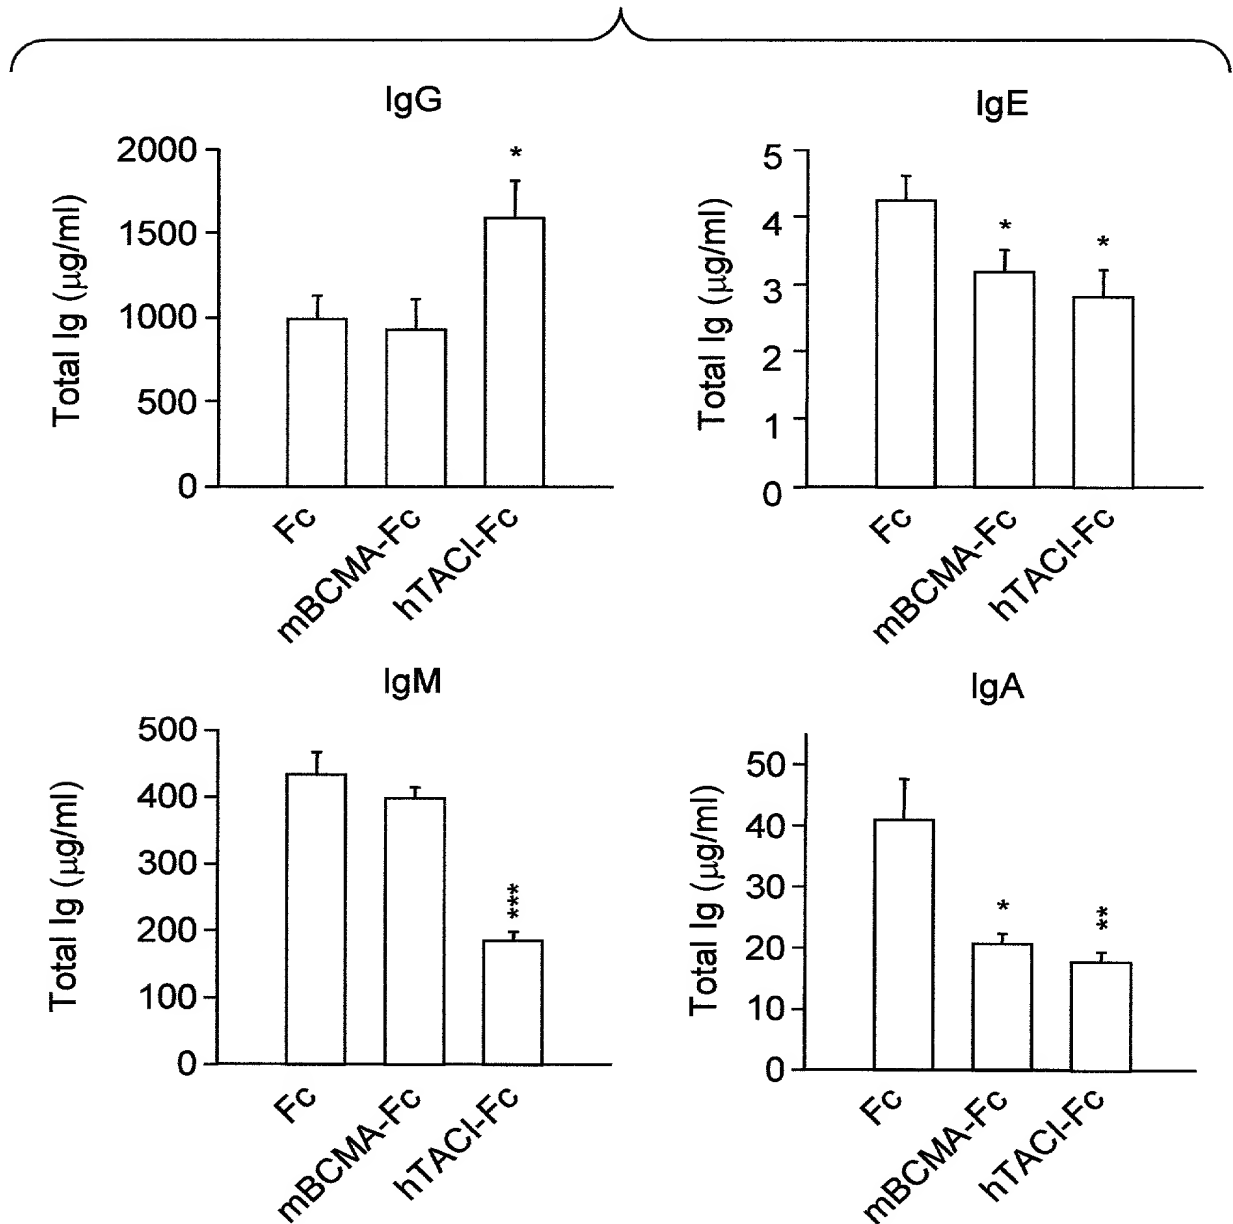 IgG
Total Ig (μg/ml)
2000
1500
1000
500
0
*
Fc
mBCMA-Fc
hTACI-Fc
IgE
Total Ig (μg/ml)
5
4
3
2
1
0
*
*
Fc
mBCMA-Fc
hTACI-Fc
IgM
Total Ig (μg/ml)
500
400
300
200
100
0
***
Fc
mBCMA-Fc
hTACI-Fc
IgA
Total Ig (μg/ml)
50
40
30
20
10
0
*
**
Fc
mBCMA-Fc
hTACI-Fc